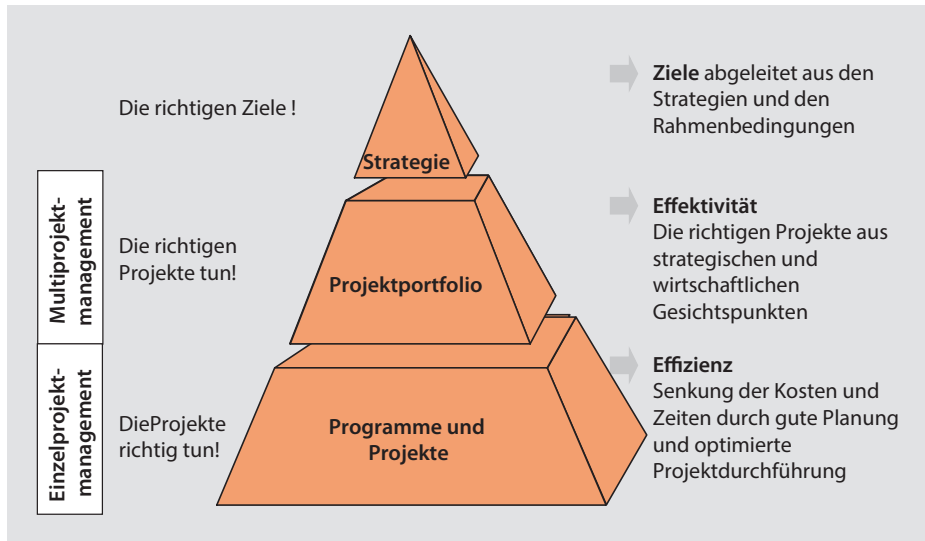 Die richtigen Ziele !
Strategie
Ziele abgeleitet aus den
Strategien und den
Rahmenbedingungen
Multiprojekt-
management
Die richtigen
Projekte tun!
Projektportfolio
Effektivität
Die richtigen Projekte aus
strategischen und
wirtschaftlichen
Gesichtspunkten
Einzelprojekt-
management
DieProjekte
richtig tun!
Programme und
Projekte
Effizienz
Senkung der Kosten und
Zeiten durch gute Planung
und optimierte
Projektdurchführung